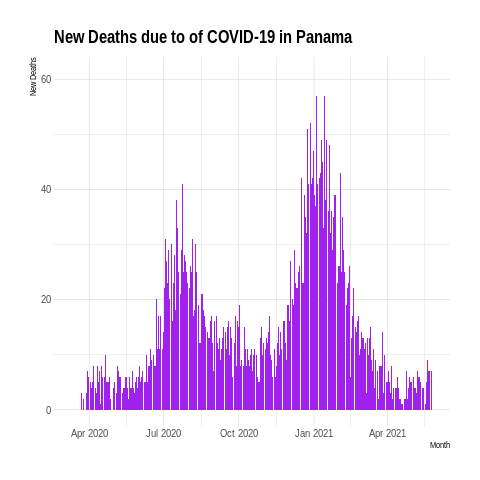 New Deaths due to of COVID-19 in Panama
New Deaths
60
40
20
0
Apr 2020 Jul 2020 Oct 2020 Jan 2021 Apr 2021
Month